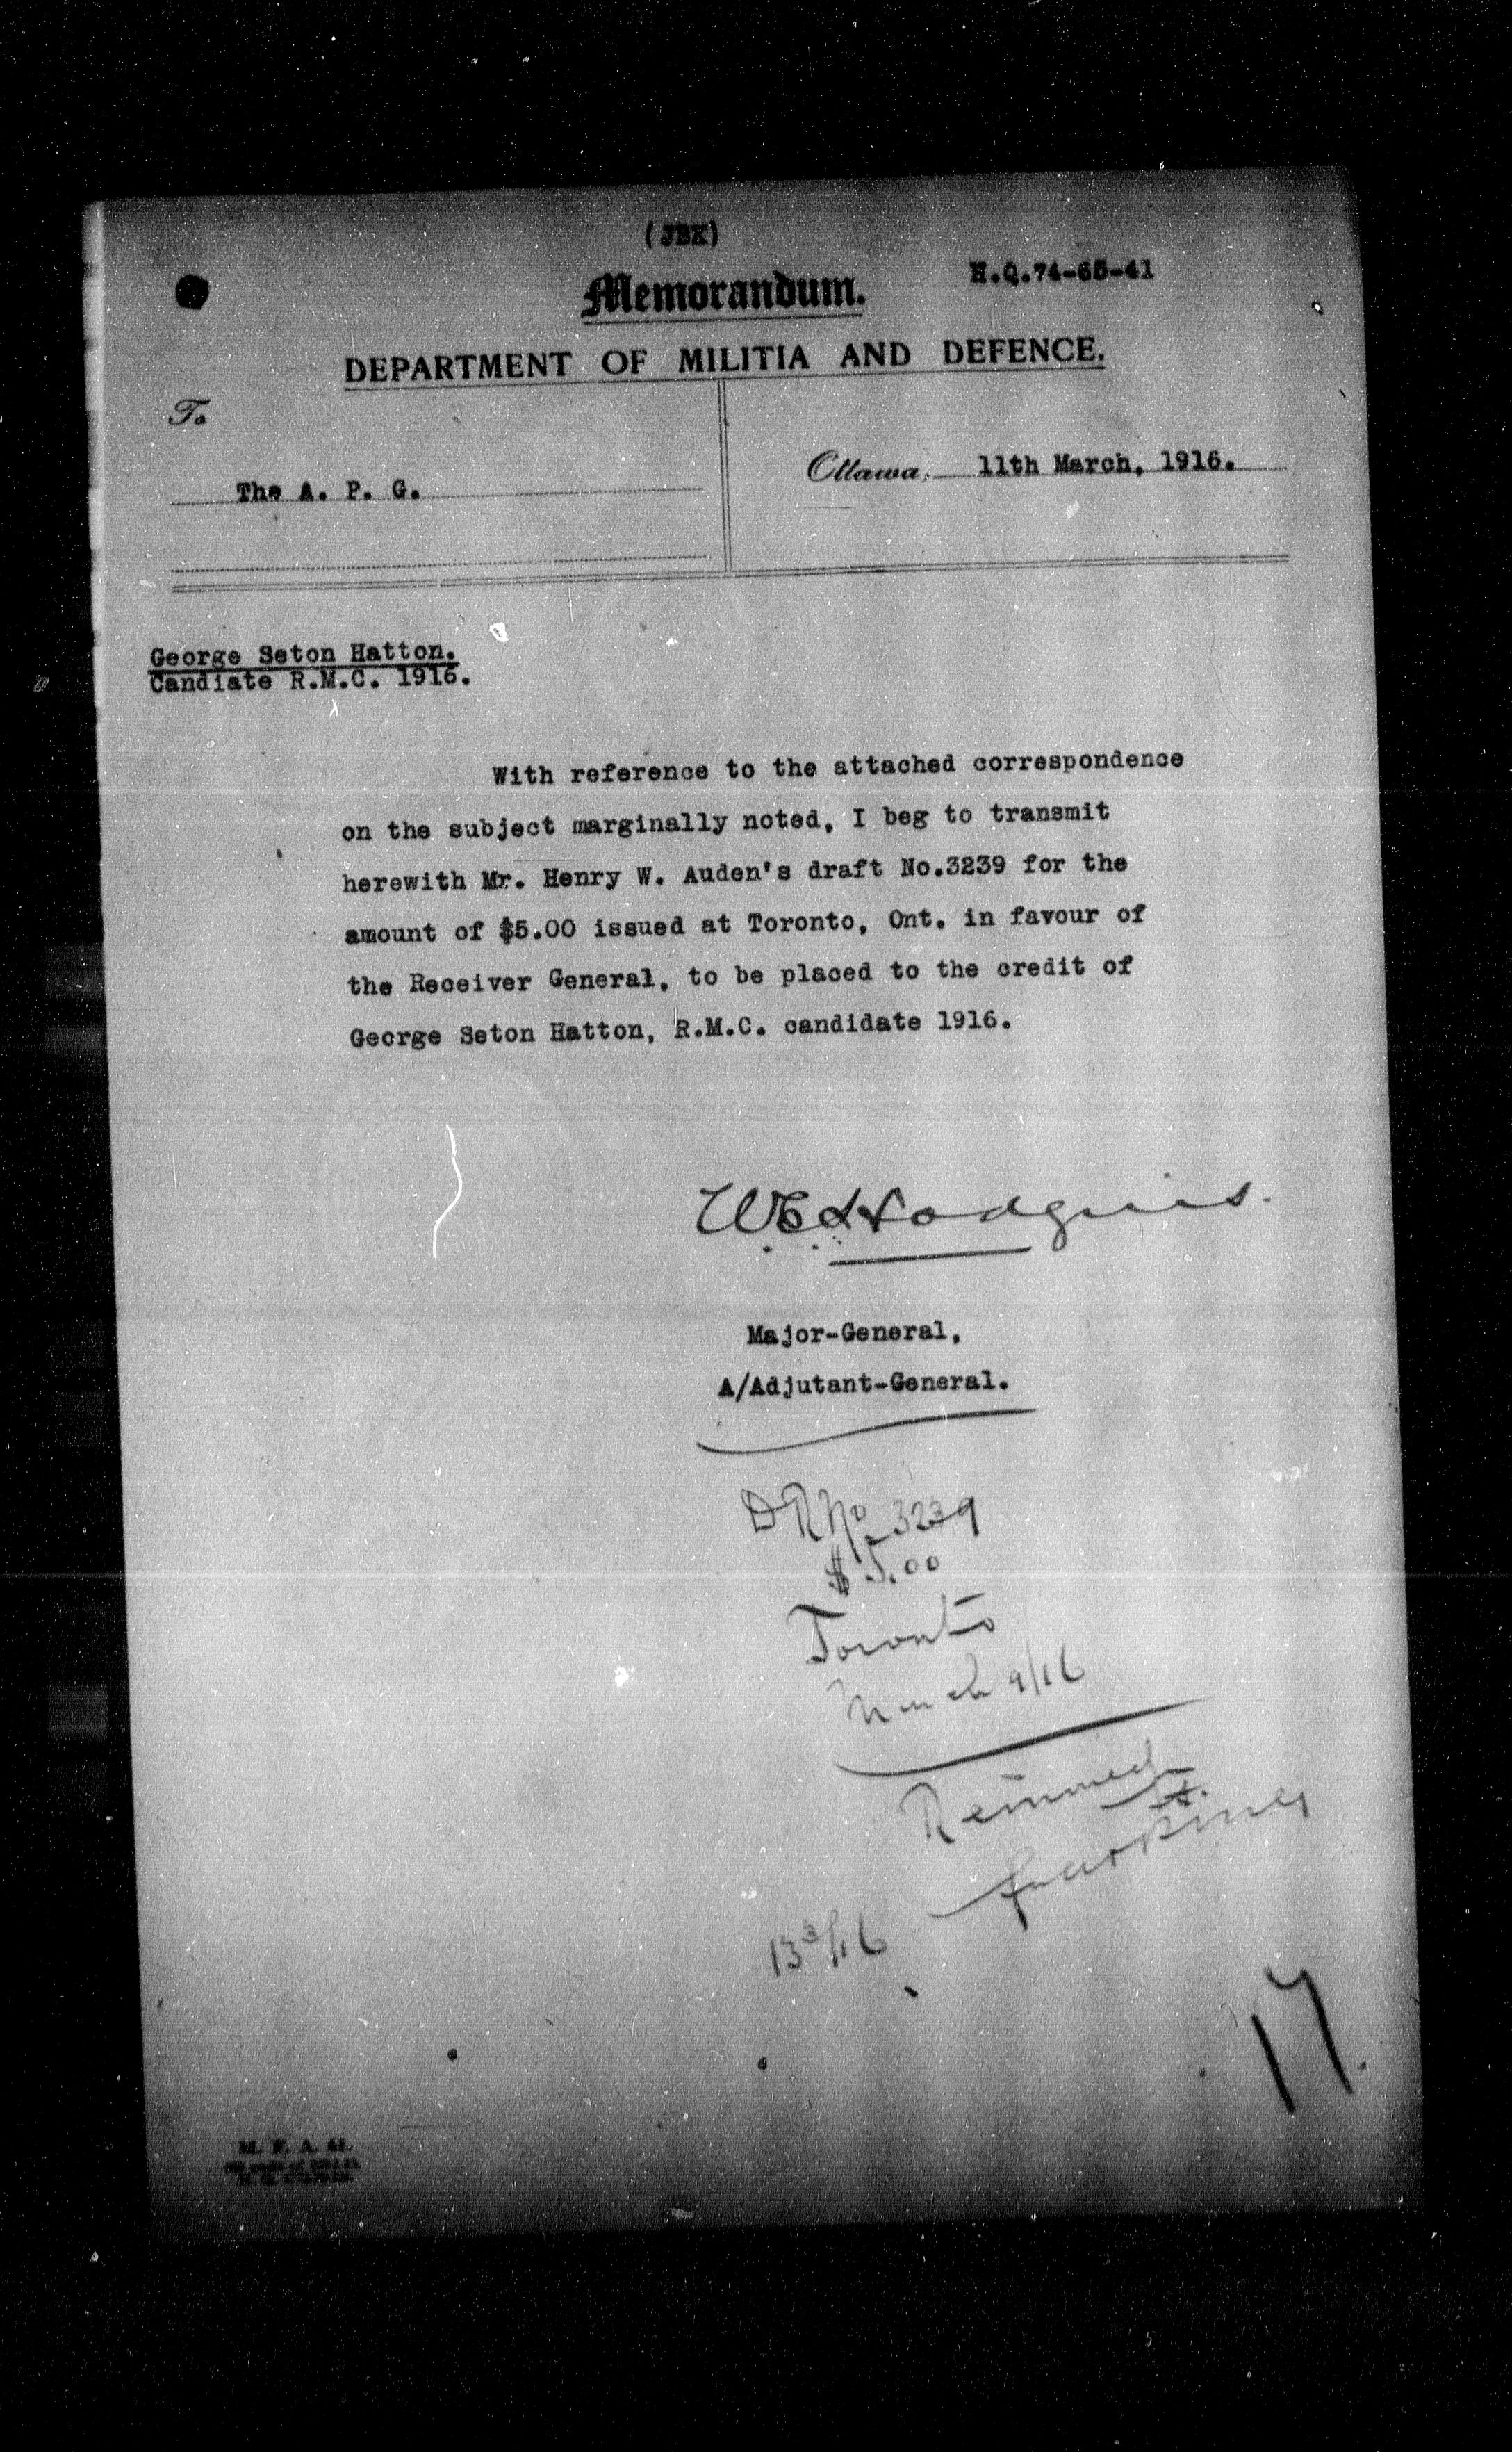 (JBK)
Memorandum.
H.Q.74-65-41
DEPARTMENT OF MILITIA AND DEFENCE.
To
The A. P. G.
Ottawa, 11th March, 1916.
George Seton Hatton.
Candiate R.M.C. 1916.
With reference to the attached correspondence
on the subject marginally noted, I beg to transmit
herewith Mr. Henry W. Auden's draft No.3239 for the
amount of $5.00 issued at Toronto, Ont. in favour of
the Receiver General, to be placed to the credit of
George Seton Hatton, R.M.C. candidate 1916.
WEHodgins.
Major-General,
A/Adjutant-General.
DR No 3239
$5.00
Toronto
March 9/16
Removed
13 3/16
17
M. F. A. 41.